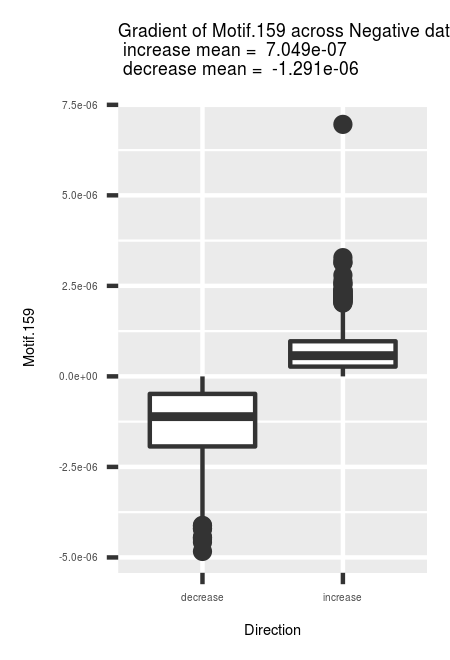 Gradient of Motif.159 across Negative dat
increase mean =  7.049e-07
decrease mean =  -1.291e-06
7.5e-06
5.0e-06
2.5e-06
0.0e+00
-2.5e-06
-5.0e-06
Motif.159
decrease
increase
Direction